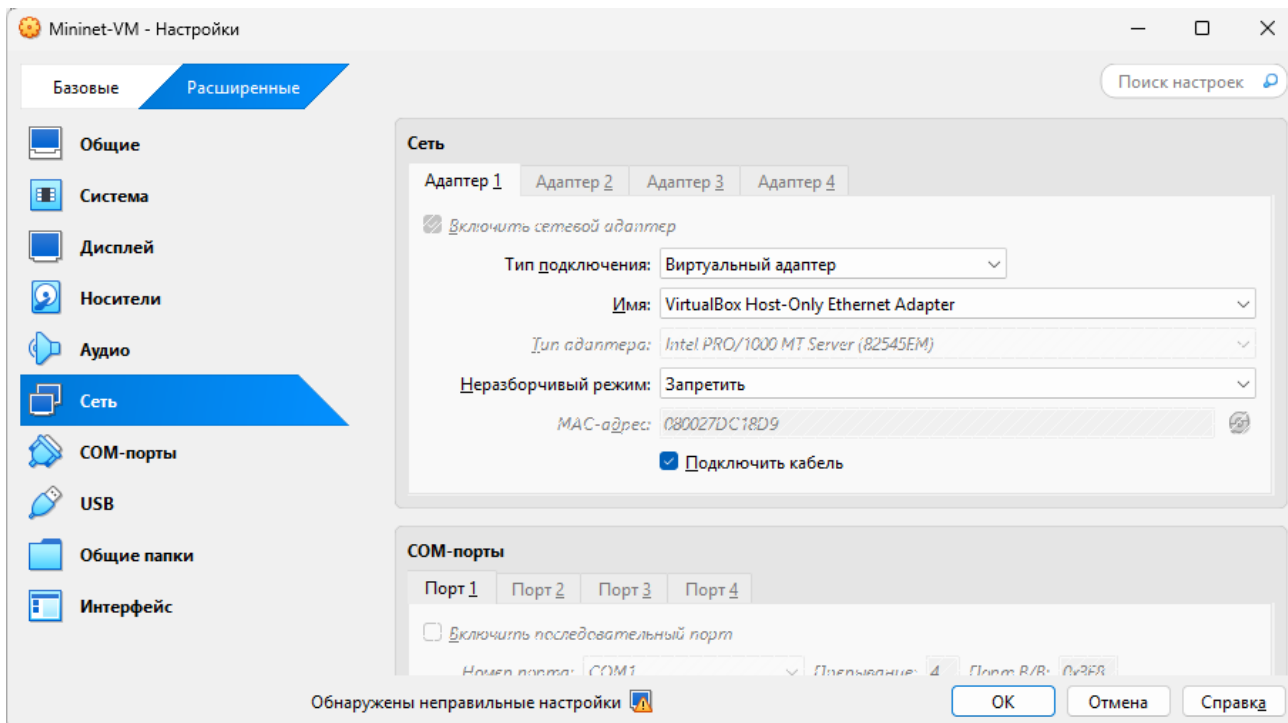 Mininet-VM - Настройки
Базовые
Расширенные
Поиск настроек
Общие
Система
Дисплей
Носители
Аудио
Сеть
COM-порты
USB
Общие папки
Интерфейс
Сеть
Адаптер 1 Адаптер 2 Адаптер 3 Адаптер 4
Включить сетевой адаптер
Тип подключения: Виртуальный адаптер
Имя: VirtualBox Host-Only Ethernet Adapter
Тип адаптера: Intel PRO/1000 MT Server (82545EM)
Неразборчивый режим: Запретить
MAC-адрес: 080027DC18D9
Подключить кабель
COM-порты
Порт 1 Порт 2 Порт 3 Порт 4
Включить последовательный порт
Номер порта: COM1 Прерывание: 4 Порт В/В: 0x3F8
Обнаружены неправильные настройки
OK Отмена Справка